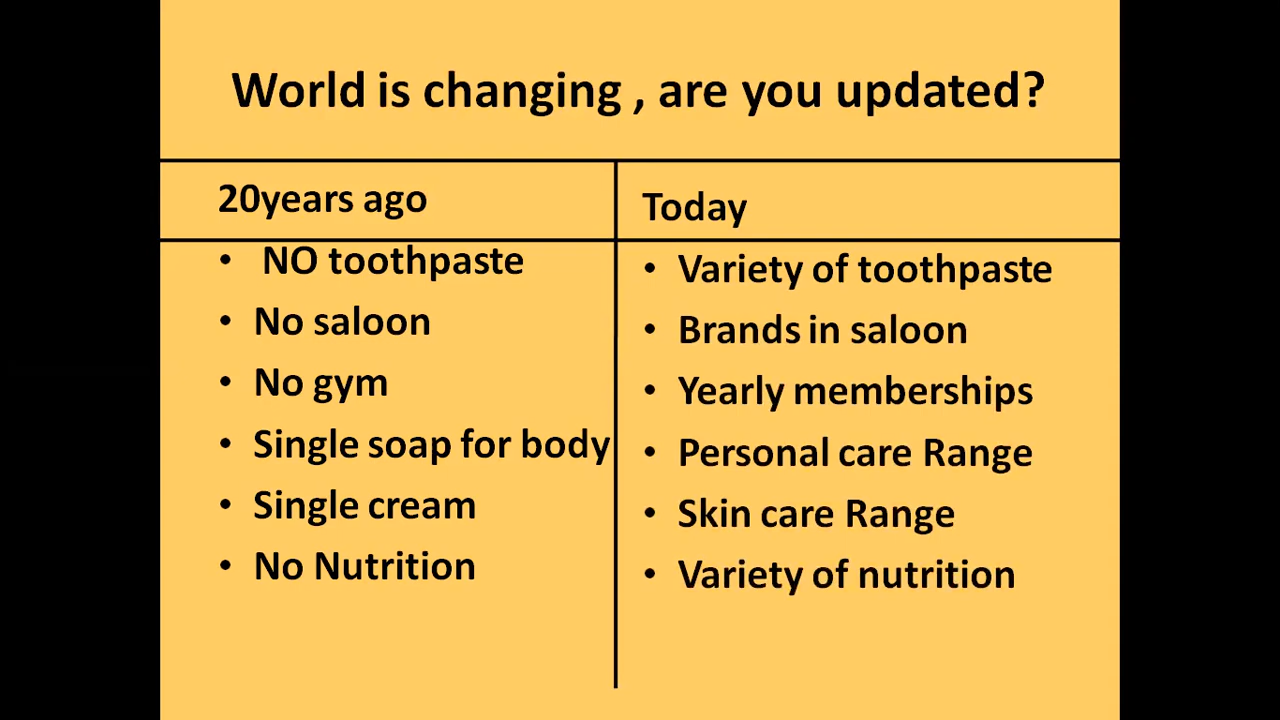 World is changing , are you updated?
20years ago
• NO toothpaste
• No saloon
• No gym
• Single soap for body
• Single cream
• No Nutrition
Today
• Variety of toothpaste
• Brands in saloon
• Yearly memberships
• Personal care Range
• Skin care Range
• Variety of nutrition